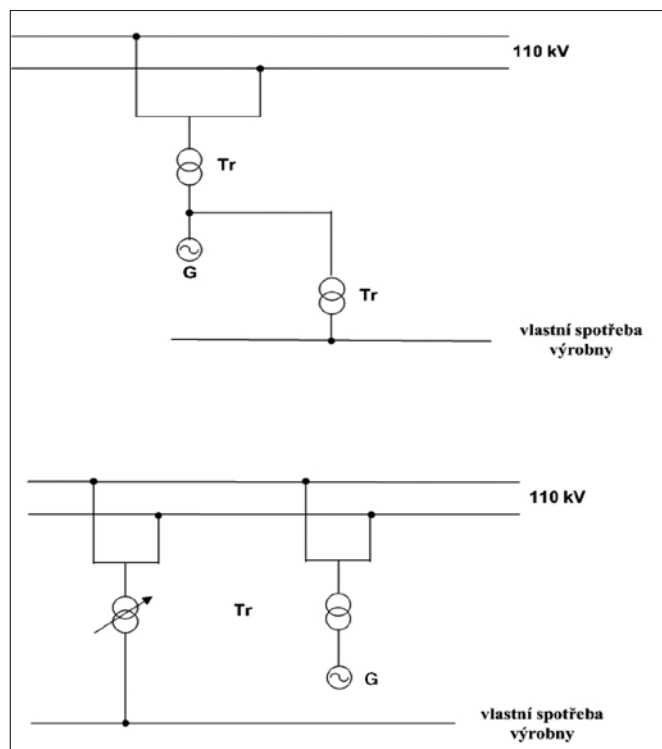 110 kV
Tr
G
Tr
vlastní spotřeba
výrobny
110 kV
Tr
G
vlastní spotřeba
výrobny